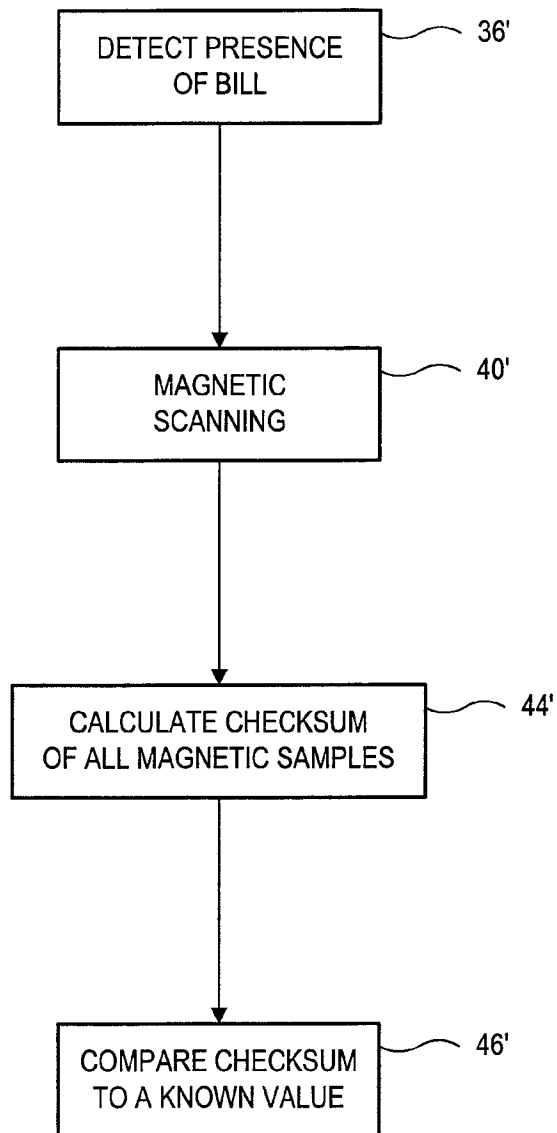 DETECT PRESENCE
OF BILL
36'
MAGNETIC
SCANNING
40'
CALCULATE CHECKSUM
OF ALL MAGNETIC SAMPLES
44'
COMPARE CHECKSUM
TO A KNOWN VALUE
46'